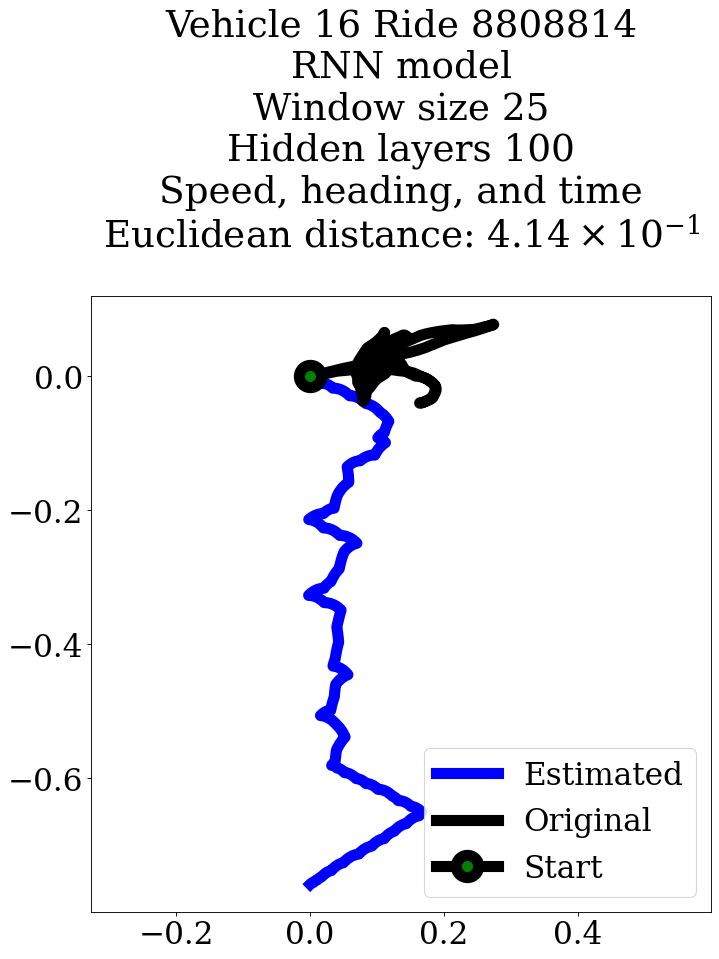 Vehicle 16 Ride 8808814
RNN model
Window size 25
Hidden layers 100
Speed, heading, and time
Euclidean distance: 4.14 × 10⁻¹
0.0
−0.2
−0.4
−0.6
Estimated
Original
Start
−0.2 0.0 0.2 0.4